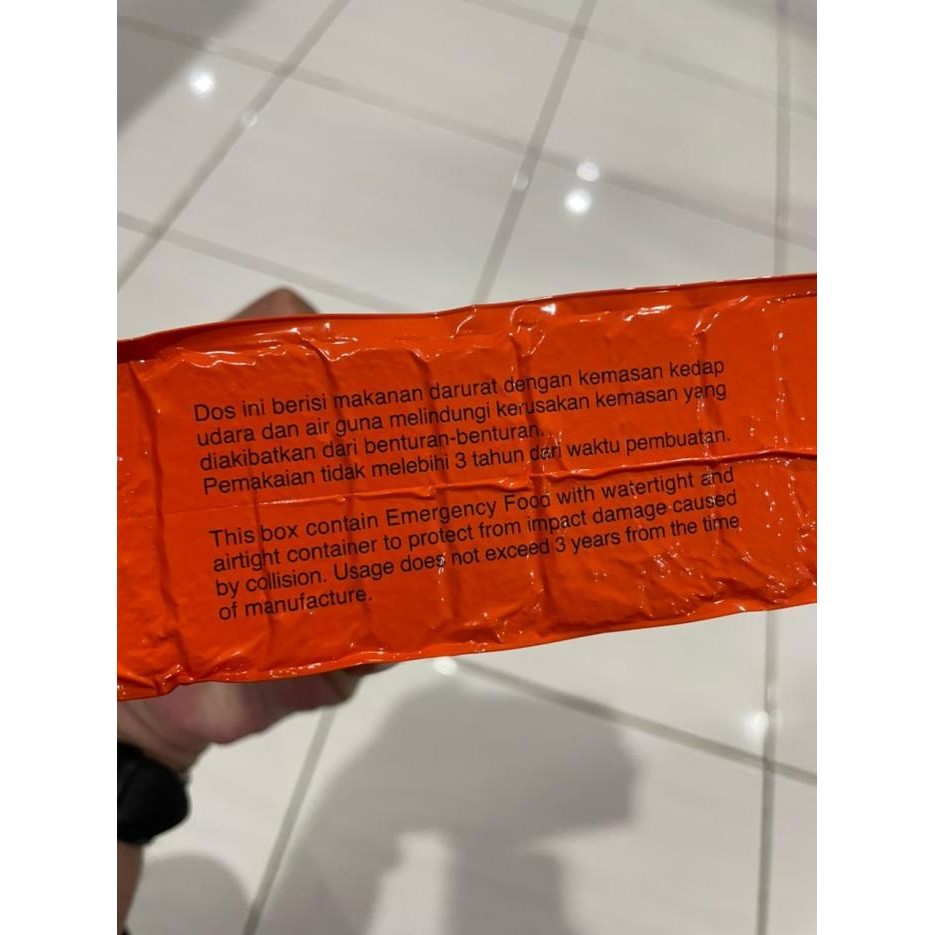 Dos ini berisi makanan darurat dengan kemasan kedap
udara dan air guna melindungi kerusakan kemasan yang
diakibatkan dari benturan-benturan.
Pemakaian tidak melebihi 3 tahun dari waktu pembuatan.
This box contain Emergency Food with watertight and
airtight container to protect from impact damage caused
by collision. Usage does not exceed 3 years from the time
of manufacture.